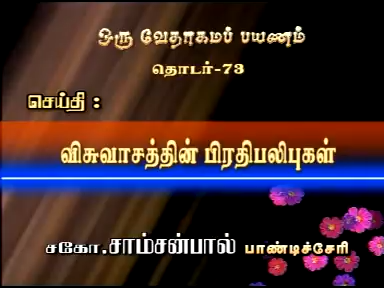 ஒரு வேதாகமப் பயணம்
தொடர்-73
செய்தி :
விசுவாசத்தின் பிரதிபலிபுகள்
சகோ.சாம்சன்பால் பாண்டிச்சேரி